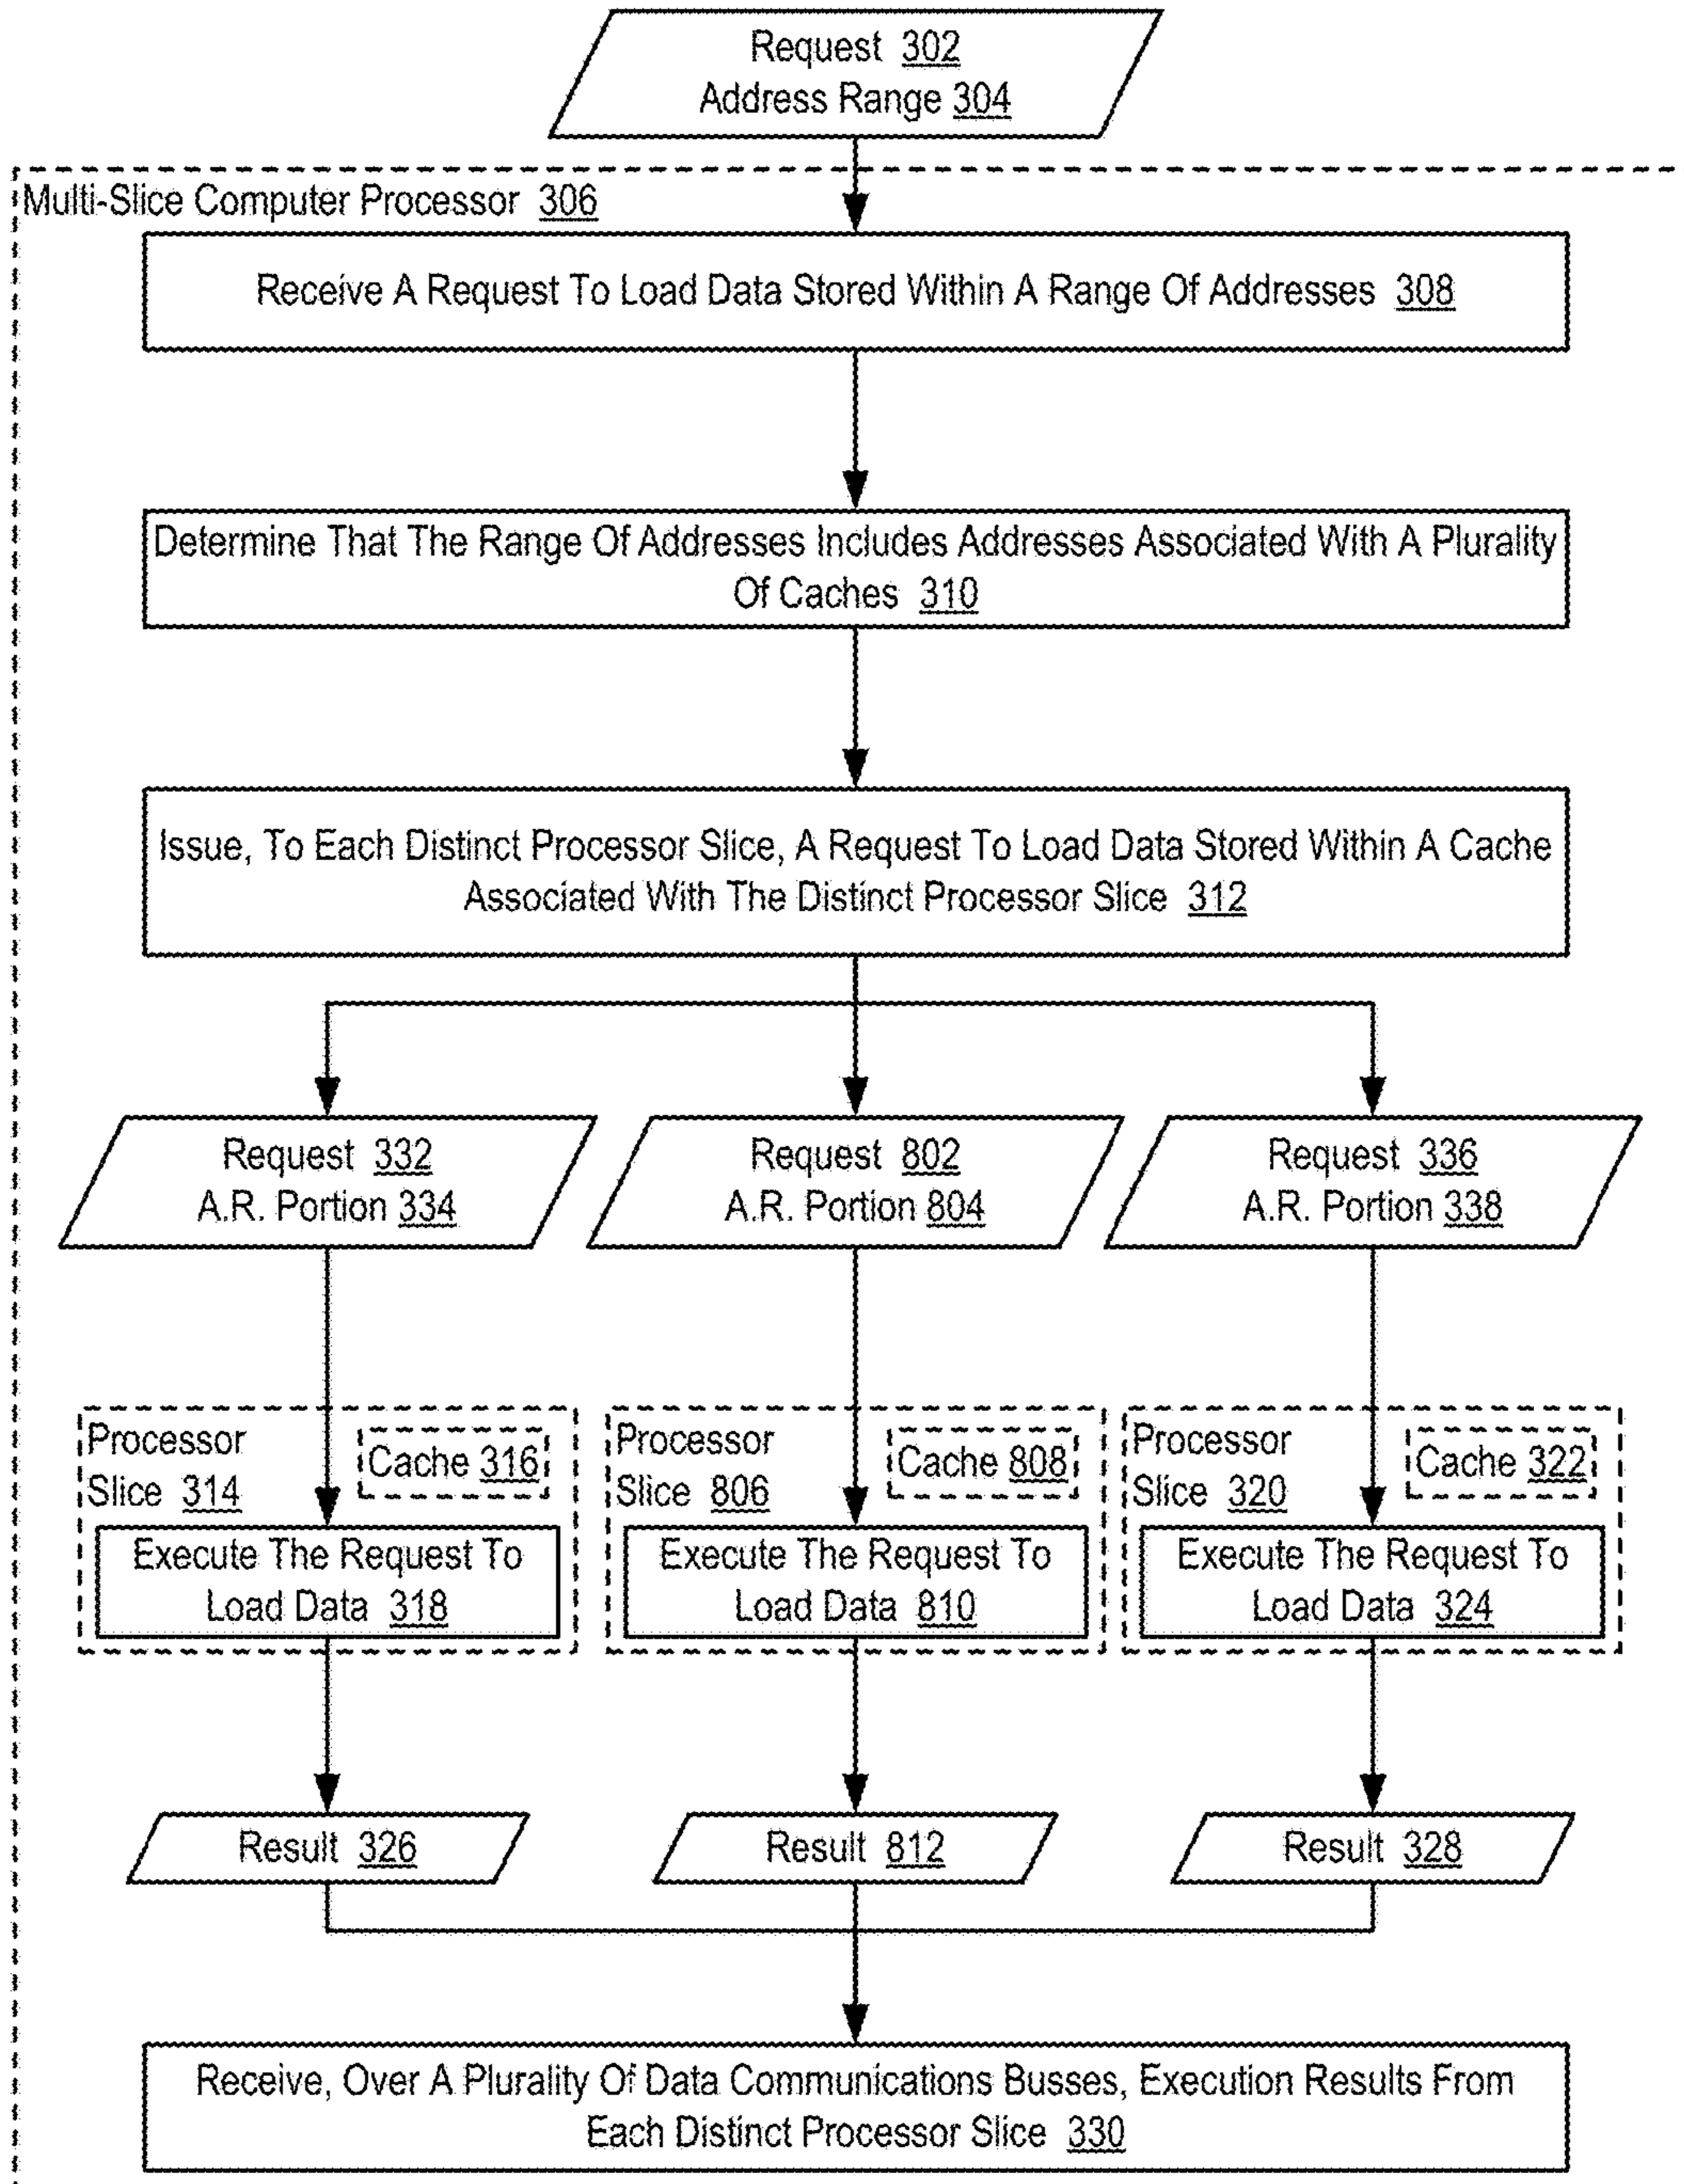 Request 302
Address Range 304
Multi-Slice Computer Processor 306
Receive A Request To Load Data Stored Within A Range Of Addresses 308
Determine That The Range Of Addresses Includes Addresses Associated With A Plurality
Of Caches 310
Issue, To Each Distinct Processor Slice, A Request To Load Data Stored Within A Cache
Associated With The Distinct Processor Slice 312
Request 332
A.R. Portion 334
Request 802
A.R. Portion 804
Request 336
A.R. Portion 338
Processor
Slice 314
Cache 316
Execute The Request To
Load Data 318
Processor
Slice 806
Cache 808
Execute The Request To
Load Data 810
Processor
Slice 320
Cache 322
Execute The Request To
Load Data 324
Result 326
Result 812
Result 328
Receive, Over A Plurality Of Data Communications Busses, Execution Results From
Each Distinct Processor Slice 330